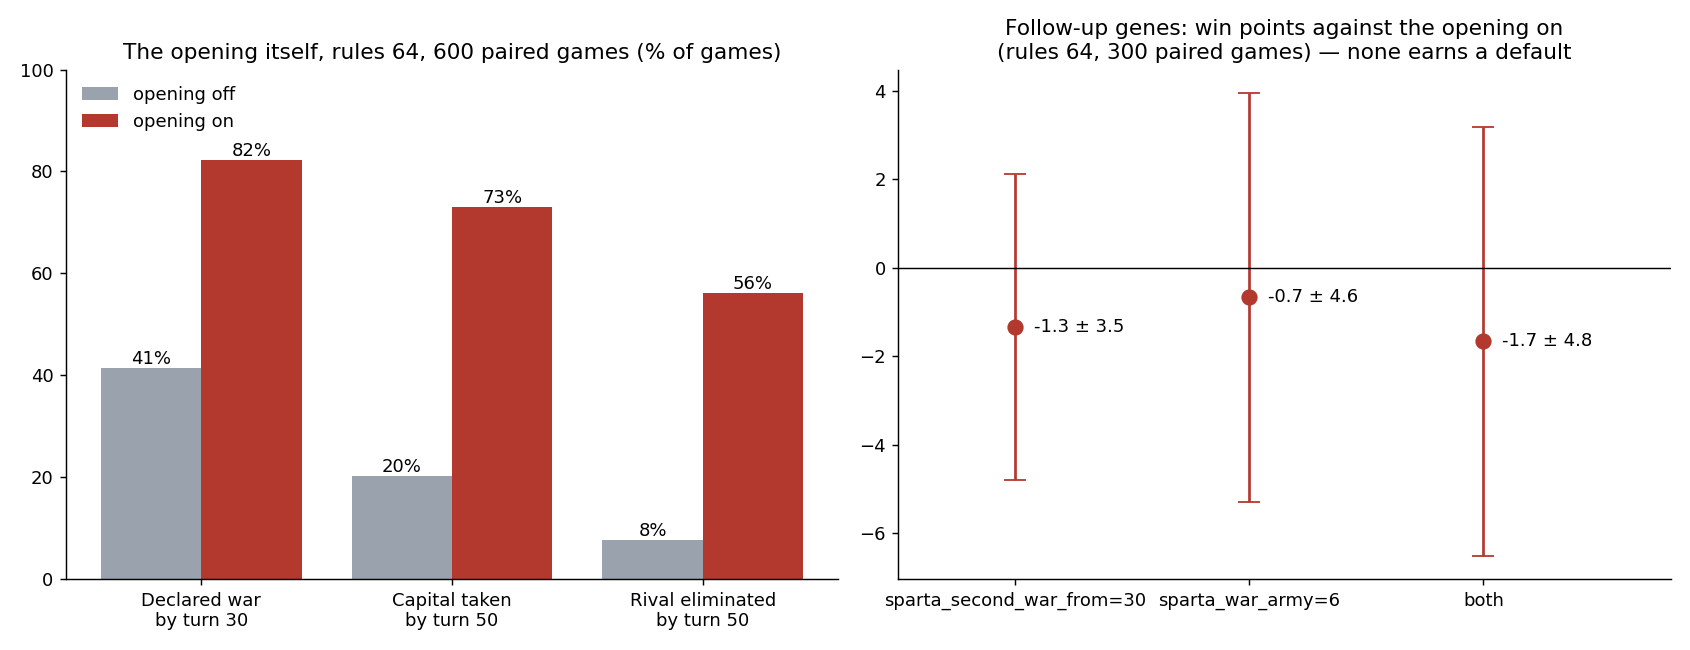 The opening itself, rules 64, 600 paired games (% of games)
100
80
60
40
20
0
opening off
opening on
41%
82%
20%
73%
8%
56%
Declared war
by turn 30
Capital taken
by turn 50
Rival eliminated
by turn 50
Follow-up genes: win points against the opening on
(rules 64, 300 paired games) — none earns a default
4
2
0
−2
−4
−6
-1.3 ± 3.5
-0.7 ± 4.6
-1.7 ± 4.8
sparta_second_war_from=30
sparta_war_army=6
both